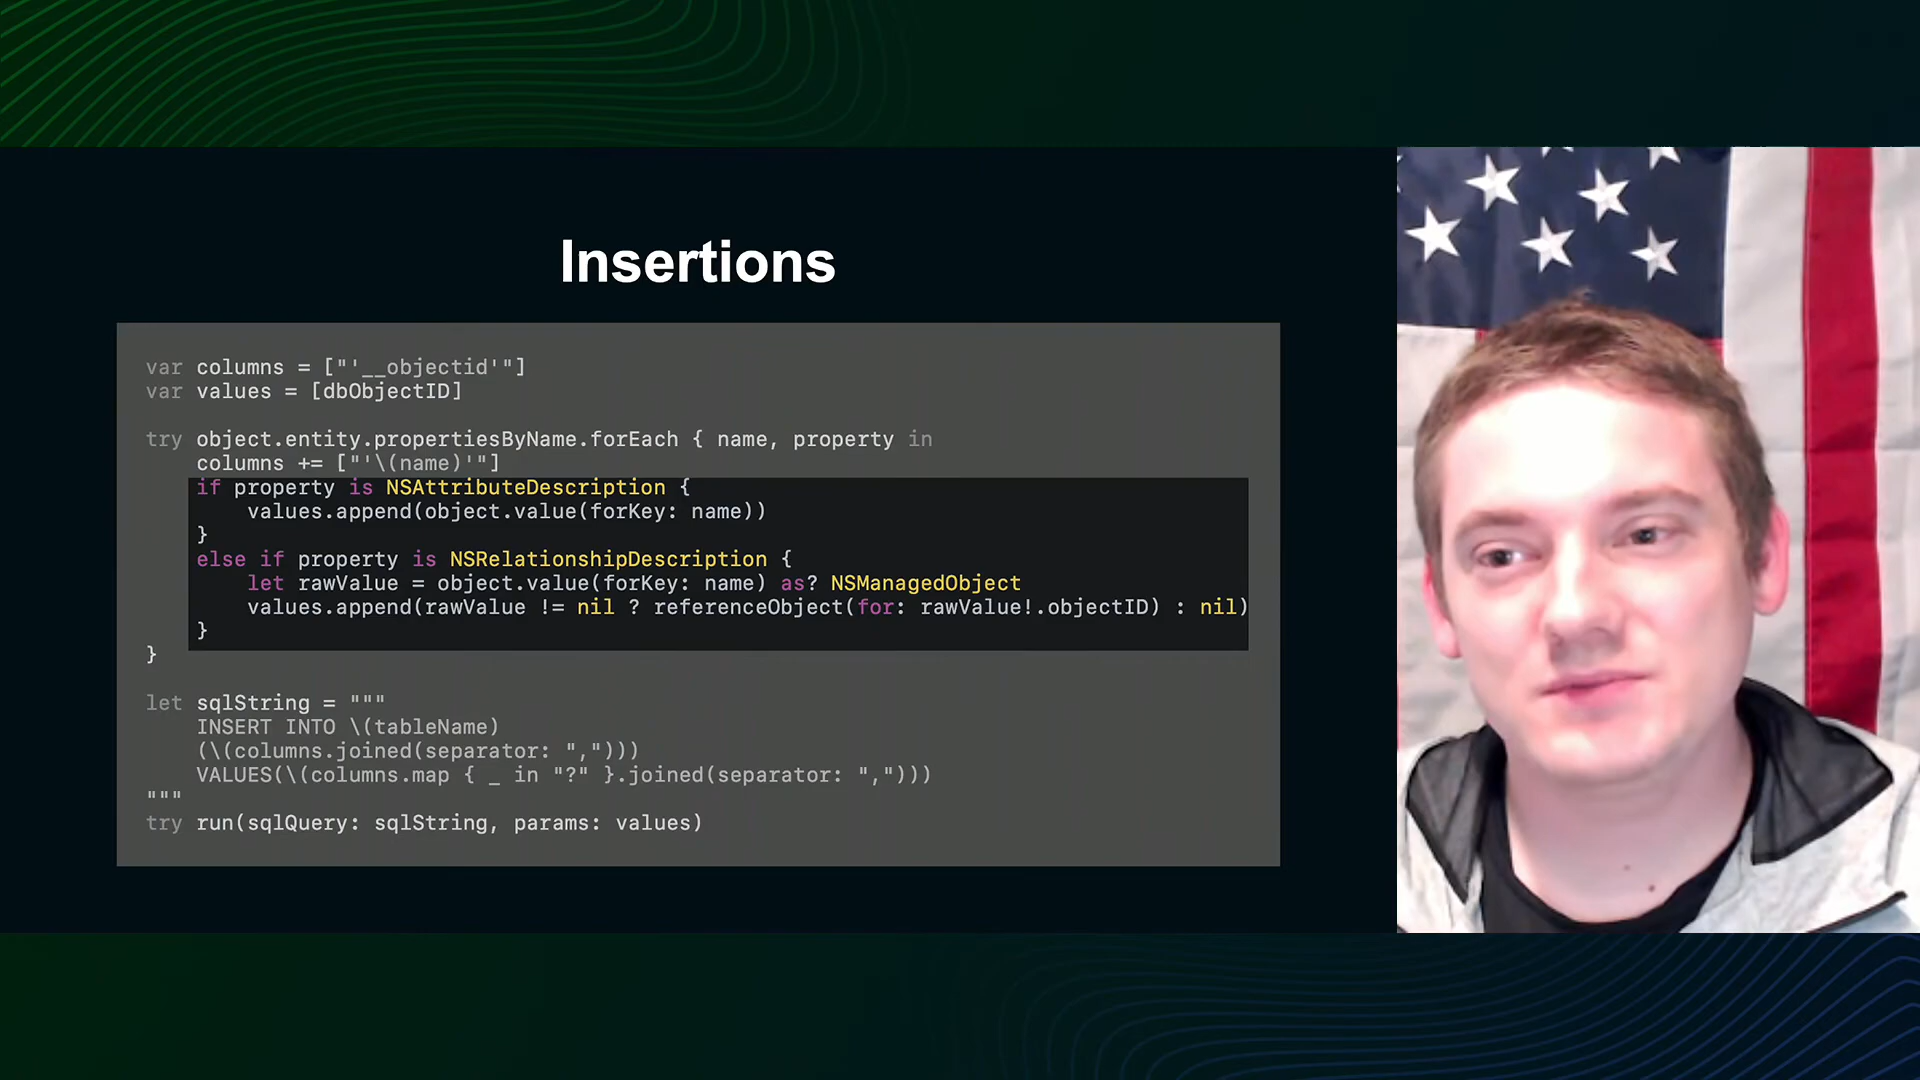 Insertions
var columns = ["'__objectid'"]
var values = [dbObjectID]
try object.entity.propertiesByName.forEach { name, property in
columns += ["'\(name)'"]
if property is NSAttributeDescription {
values.append(object.value(forKey: name))
}
else if property is NSRelationshipDescription {
let rawValue = object.value(forKey: name) as? NSManagedObject
values.append(rawValue != nil ? referenceObject(for: rawValue!.objectID) : nil)
}
}
let sqlString = """
INSERT INTO \(tableName)
(\(columns.joined(separator: ",")))
VALUES(\(columns.map { _ in "?" }.joined(separator: ",")))
"""
try run(sqlQuery: sqlString, params: values)